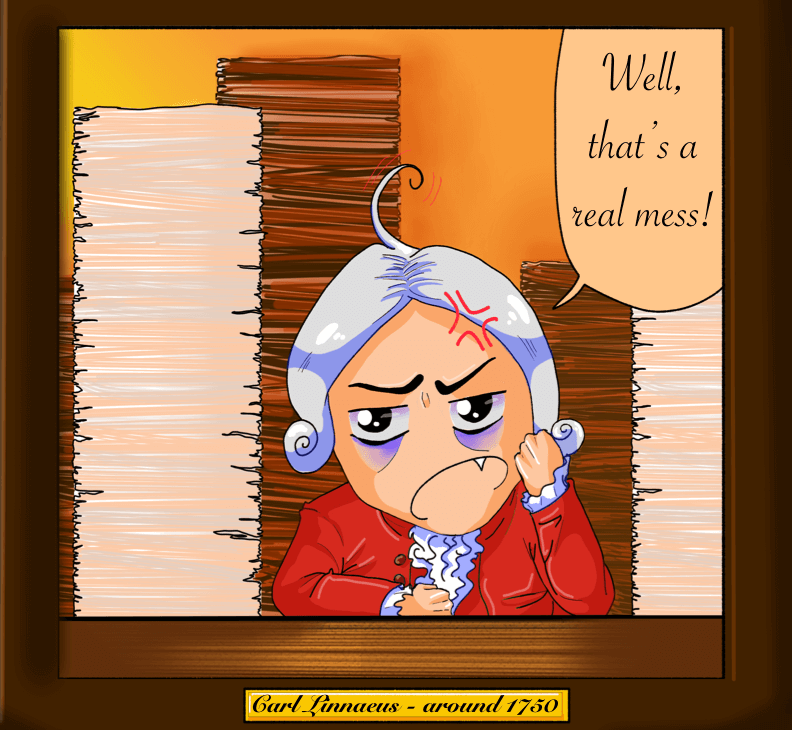 Well,
that's a
real mess!
Carl Linnaeus - around 1750